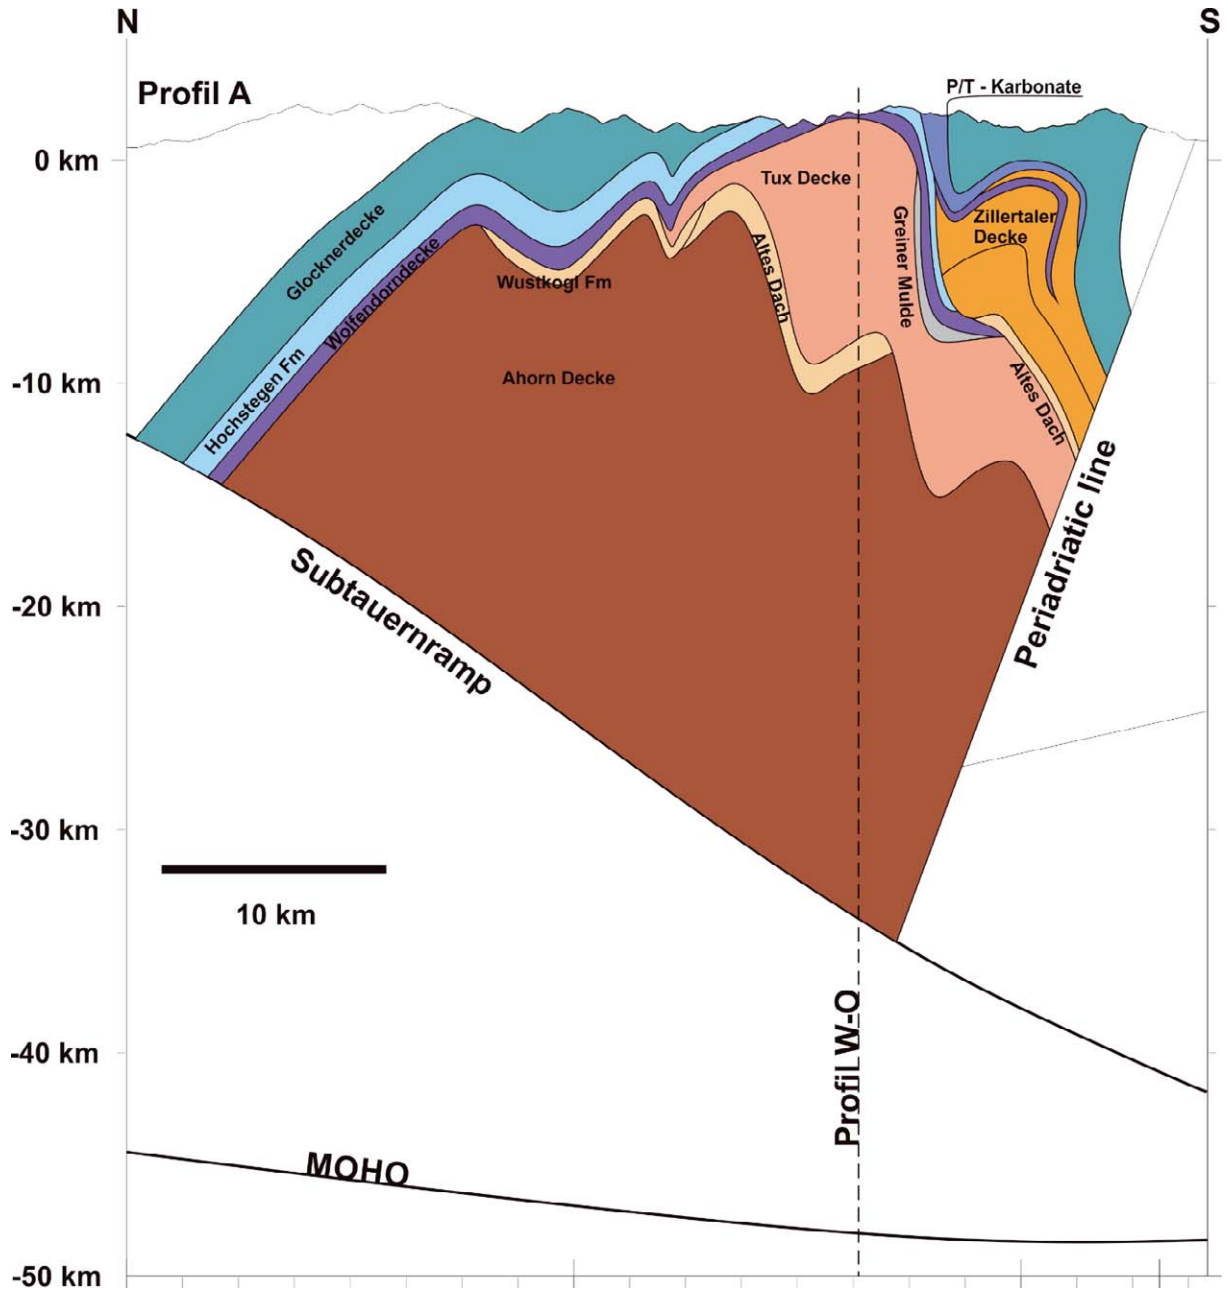 N
S
Profil A
P/T - Karbonate
0 km
Tux Decke
Zillertaler
Decke
Glocknerdecke
Greiner Mulde
Altes Dach
Wolfendorndecke
Wustkogl Fm
Hochstegen Fm
-10 km
Ahorn Decke
Altes Dach
Periadriatic line
Subtauernramp
-20 km
-30 km
10 km
Profil W-O
-40 km
MOHO
-50 km